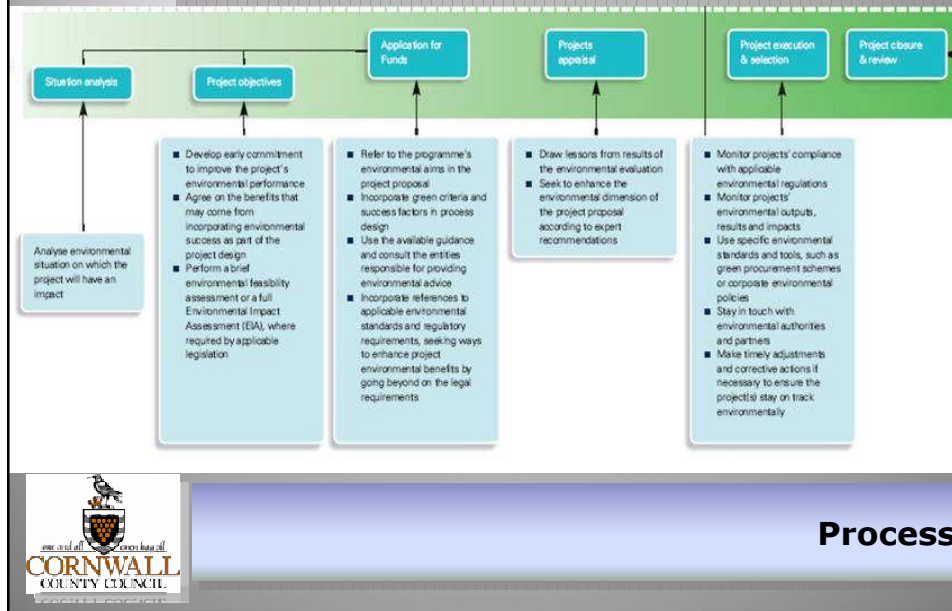 Situation analysis
Project objectives
Application for
Funds
Projects
appraisal
Project execution
& selection
Project closure
& review
Analyse environmental
situation on which the
project will have an
impact
■ Develop early commitment
to improve the project's
environmental performance
■ Agree on the benefits that
may come from
incorporating environmental
success as part of the
project design
■ Perform a brief
environmental feasibility
assessment or a full
Environmental Impact
Assessment (EIA), where
required by applicable
legislation
■ Refer to the programme's
environmental aims in the
project proposal
■ Incorporate green criteria and
success factors in process
design
■ Use the available guidance
and consult the entities
responsible for providing
environmental advice
■ Incorporate references to
applicable environmental
standards and regulatory
requirements, seeking ways
to enhance project
environmental benefits by
going beyond on the legal
requirements
■ Draw lessons from results of
the environmental evaluation
■ Seek to enhance the
environmental dimension of
the project proposal
according to expert
recommendations
■ Monitor projects' compliance
with applicable
environmental regulations
■ Monitor projects'
environmental outputs,
results and impacts
■ Use specific environmental
standards and tools, such as
green procurement schemes
or corporate environmental
policies
■ Stay in touch with
environmental authorities
and partners
■ Make timely adjustments
and corrective actions if
necessary to ensure the
project(s) stay on track
environmentally
one and all
CORNWALL
COUNTY COUNCIL
Process